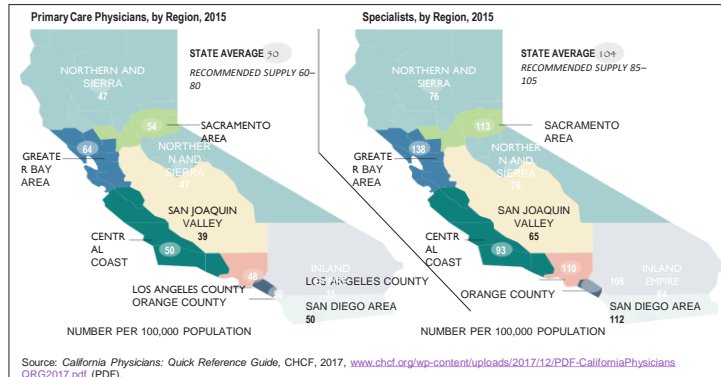 Primary Care Physicians, by Region, 2015
STATE AVERAGE 50
RECOMMENDED SUPPLY 60–
80
NORTHERN AND
SIERRA
47
54
SACRAMENTO
AREA
64
GREATE
R BAY
AREA
NORTHER
N AND
SIERRA
47
SAN JOAQUIN
VALLEY
39
CENTR
AL
COAST
50
48
LOS ANGELES COUNTY
ORANGE COUNTY
LOS ANGELES COUNTY
SAN DIEGO AREA
50
NUMBER PER 100,000 POPULATION
Specialists, by Region, 2015
STATE AVERAGE 104
RECOMMENDED SUPPLY 85–
105
NORTHERN AND
SIERRA
76
113
SACRAMENTO
AREA
138
GREATE
R BAY
AREA
NORTHER
N AND
SIERRA
76
SAN JOAQUIN
VALLEY
65
CENTR
AL
COAST
93
110
ORANGE COUNTY
108
INLAND
EMPIRE
64
SAN DIEGO AREA
112
NUMBER PER 100,000 POPULATION
Source: California Physicians: Quick Reference Guide, CHCF, 2017, www.chcf.org/wp-content/uploads/2017/12/PDF-CaliforniaPhysicians
QRG2017.pdf (PDF).